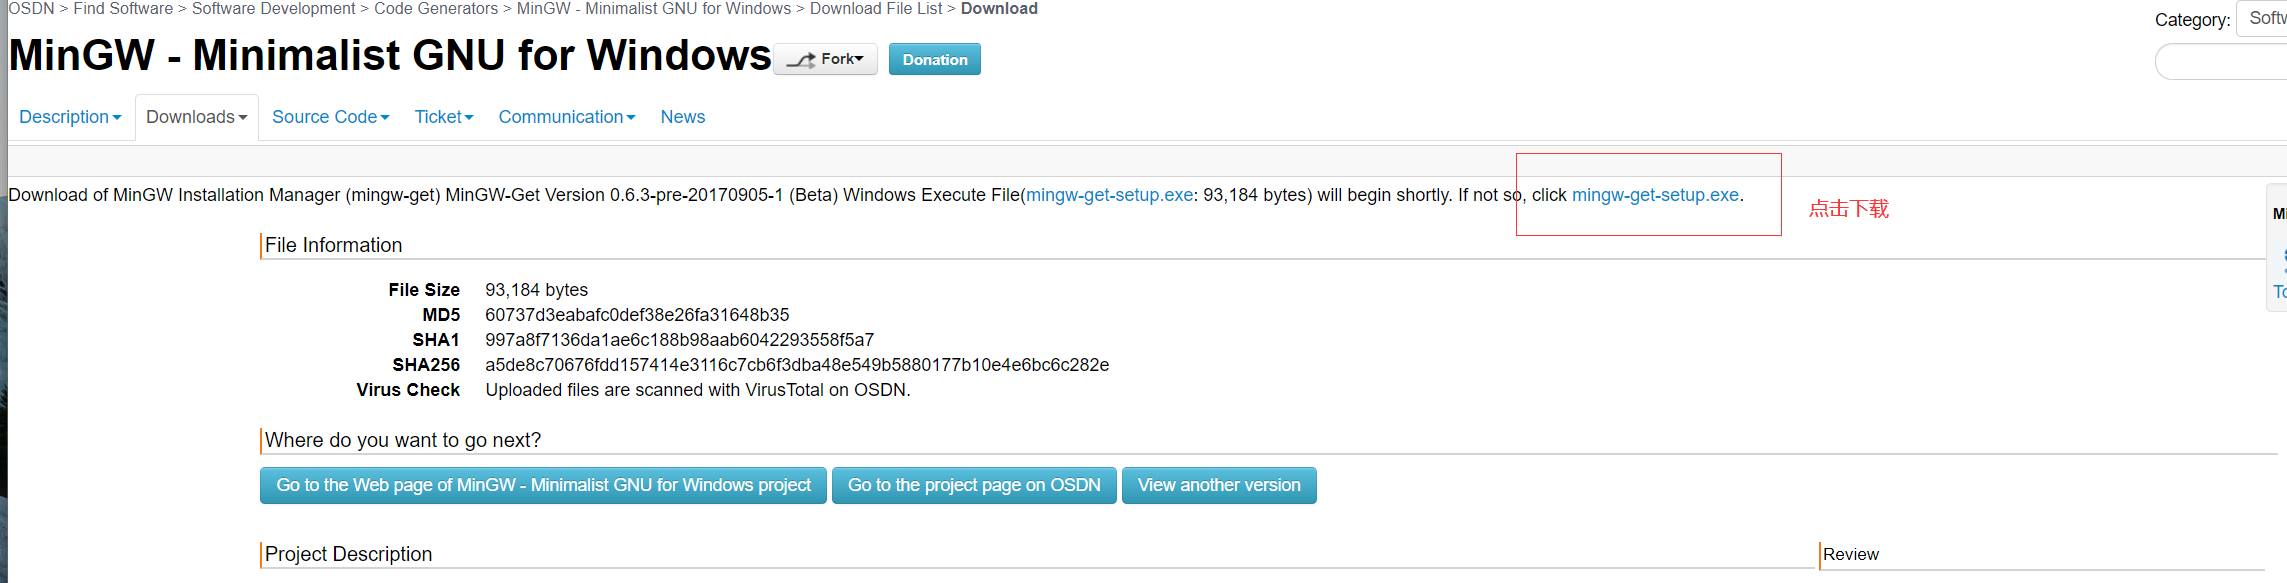 OSDN > Find Software > Software Development > Code Generators > MinGW - Minimalist GNU for Windows > Download File List > Download
Category:
MinGW - Minimalist GNU for Windows
Fork
Donation
Description
Downloads
Source Code
Ticket
Communication
News
Download of MinGW Installation Manager (mingw-get) MinGW-Get Version 0.6.3-pre-20170905-1 (Beta) Windows Execute File(mingw-get-setup.exe: 93,184 bytes) will begin shortly. If not so, click mingw-get-setup.exe.
点击下载
File Information
File Size 93,184 bytes
MD5 60737d3eabafc0def38e26fa31648b35
SHA1 997a8f7136da1ae6c188b98aab6042293558f5a7
SHA256 a5de8c70676fdd157414e3116c7cb6f3dba48e549b5880177b10e4e6bc6c282e
Virus Check Uploaded files are scanned with VirusTotal on OSDN.
Where do you want to go next?
Go to the Web page of MinGW - Minimalist GNU for Windows project
Go to the project page on OSDN
View another version
Project Description
Review